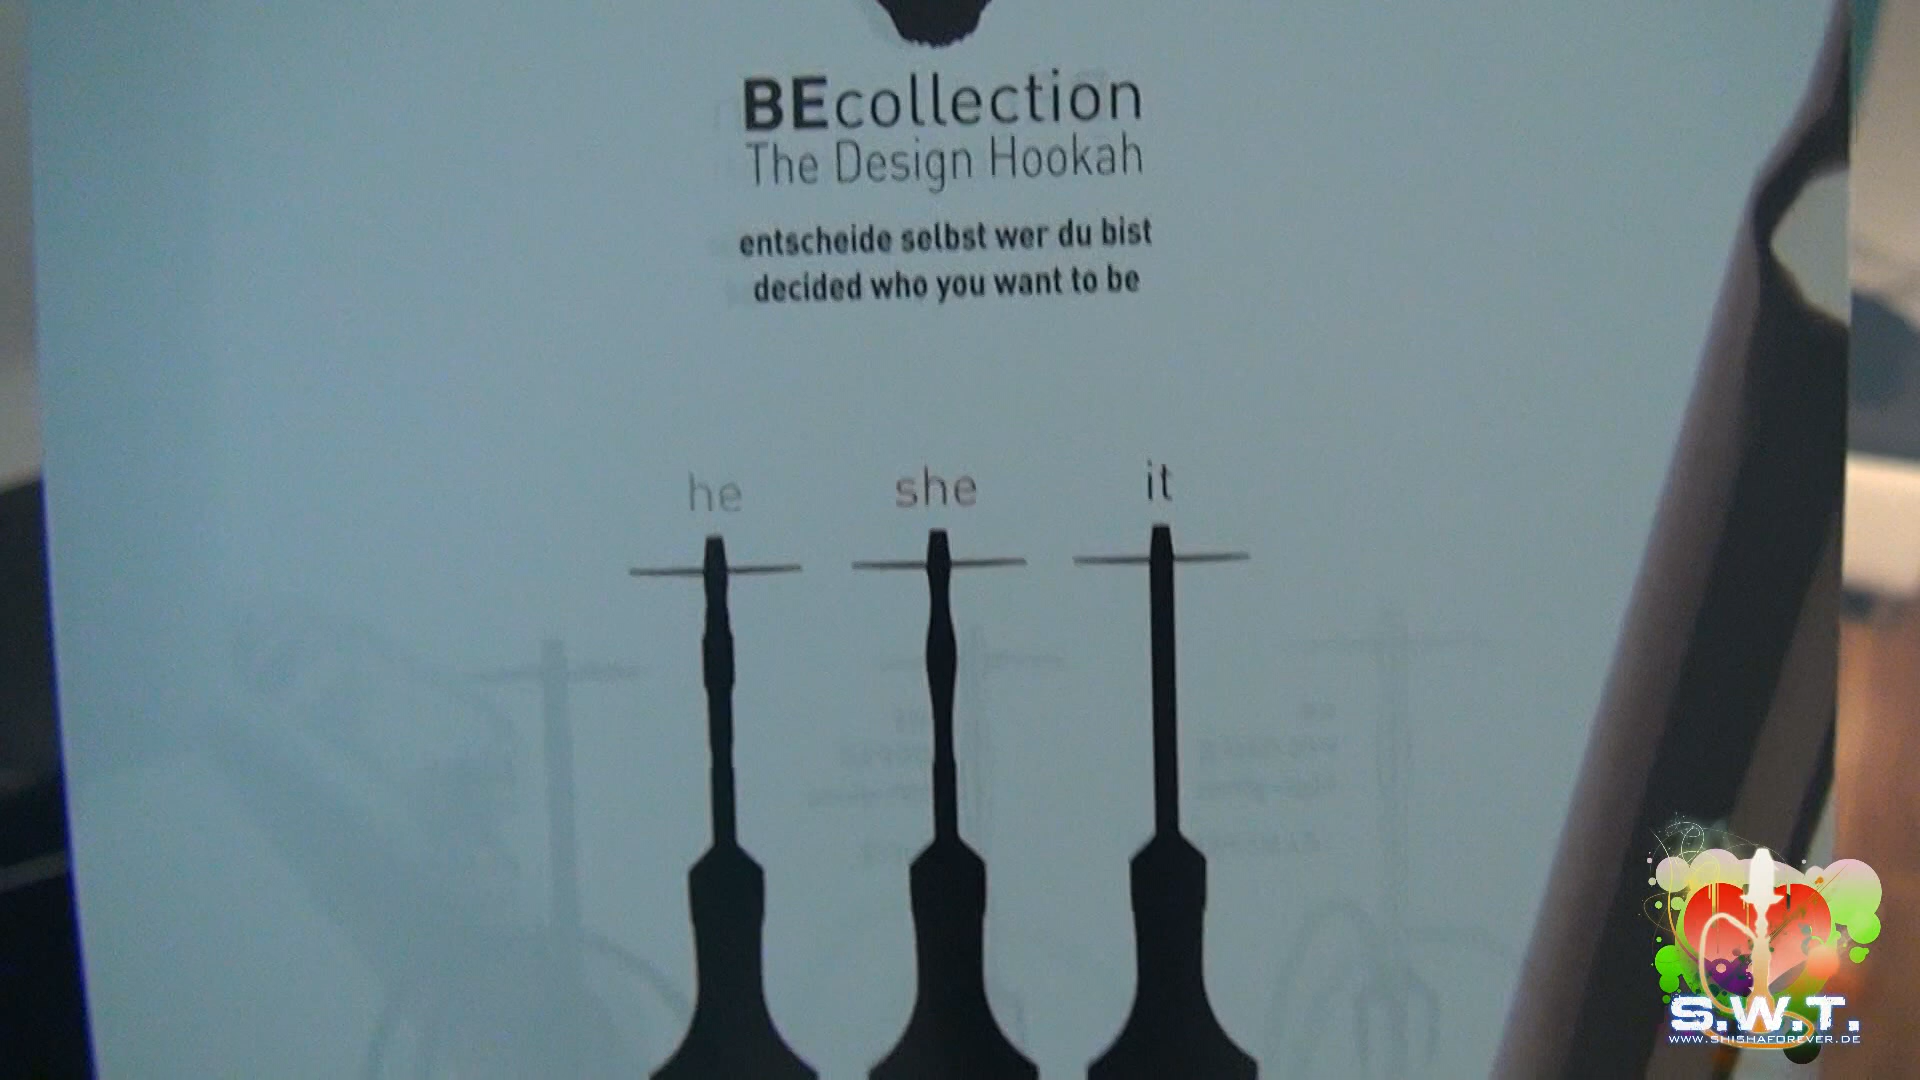 BEcollection
The Design Hookah
entscheide selbst wer du bist
decided who you want to be
he she it
S.W.T.
WWW.SHISHAFOREVER.DE